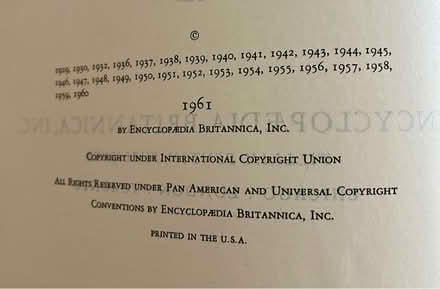 ©
1929, 1930, 1932, 1936, 1937, 1938, 1939, 1940, 1941, 1942, 1943, 1944, 1945,
1946, 1947, 1948, 1949, 1950, 1951, 1952, 1953, 1954, 1955, 1956, 1957, 1958,
1959, 1960
1961
BY ENCYCLOPÆDIA BRITANNICA, INC.
COPYRIGHT UNDER INTERNATIONAL COPYRIGHT UNION
ALL RIGHTS RESERVED UNDER PAN AMERICAN AND UNIVERSAL COPYRIGHT
CONVENTIONS BY ENCYCLOPÆDIA BRITANNICA, INC.
PRINTED IN THE U.S.A.